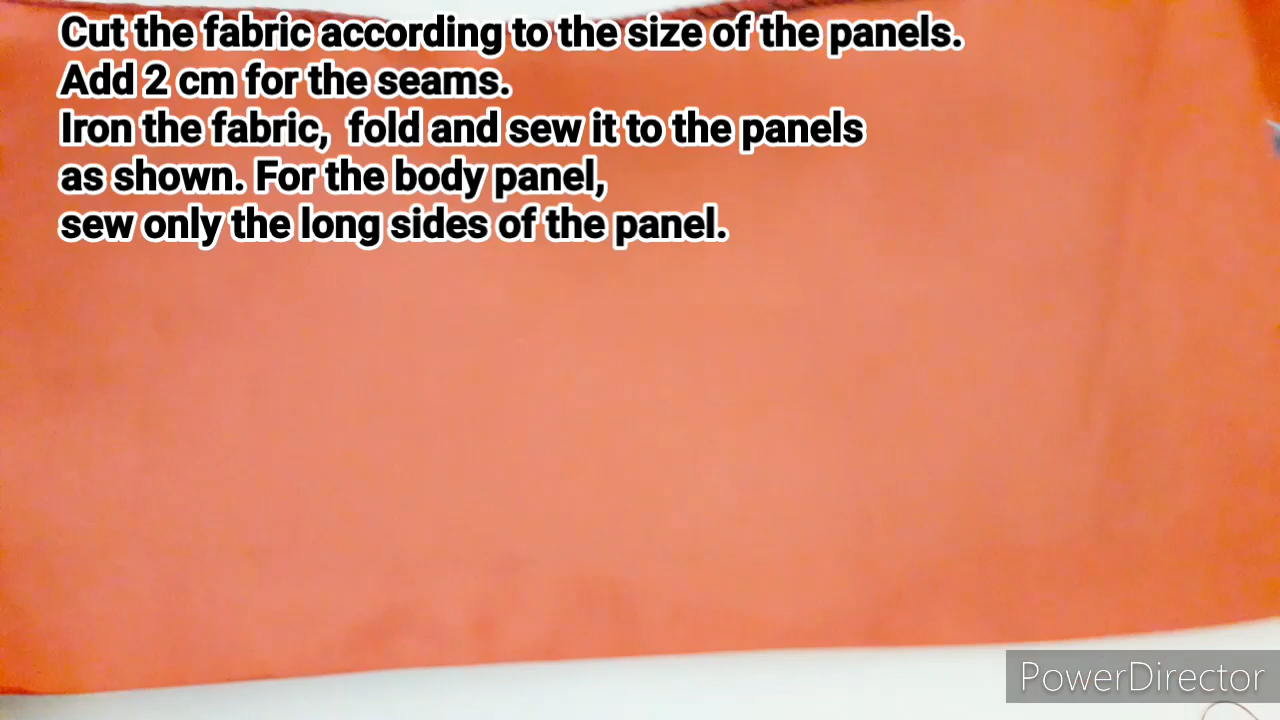 Cut the fabric according to the size of the panels.
Add 2 cm for the seams.
Iron the fabric,  fold and sew it to the panels
as shown. For the body panel,
sew only the long sides of the panel.
PowerDirector